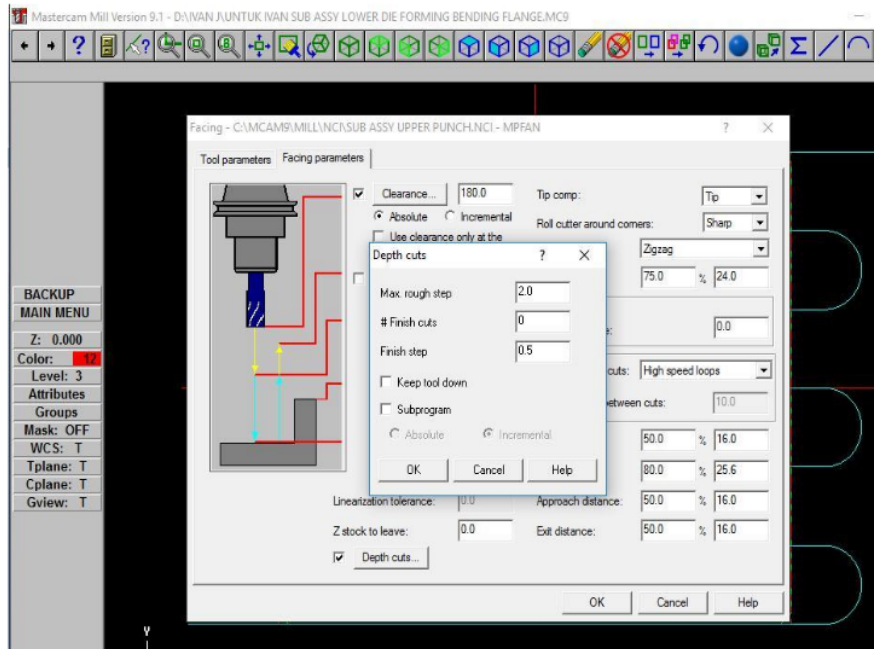 Mastercam Mill Version 9.1 - D:\IVAN J\UNTUK IVAN SUB ASSY LOWER DIE FORMING BENDING FLANGE.MC9
Facing - C:\MCAM9\MILL\NCI\SUB ASSY UPPER PUNCH.NCI - MPFAN
Tool parameters Facing parameters
Clearance... 180.0 Tip comp: Tip
Absolute Incremental Roll cutter around corners: Sharp
Use clearance only at the
Zigzag
75.0 % 24.0
Depth cuts
Max. rough step 2.0
# Finish cuts 0
0.0
Finish step 0.5
cuts: High speed loops
Keep tool down
between cuts: 10.0
Subprogram
Absolute Incremental
50.0 % 16.0
OK Cancel Help
80.0 % 25.6
Linearization tolerance: 0.0 Approach distance: 50.0 % 16.0
Z stock to leave: 0.0 Exit distance: 50.0 % 16.0
Depth cuts...
OK Cancel Help
BACKUP
MAIN MENU
Z: 0.000
Color: 12
Level: 3
Attributes
Groups
Mask: OFF
WCS: T
Tplane: T
Cplane: T
Gview: T
Y